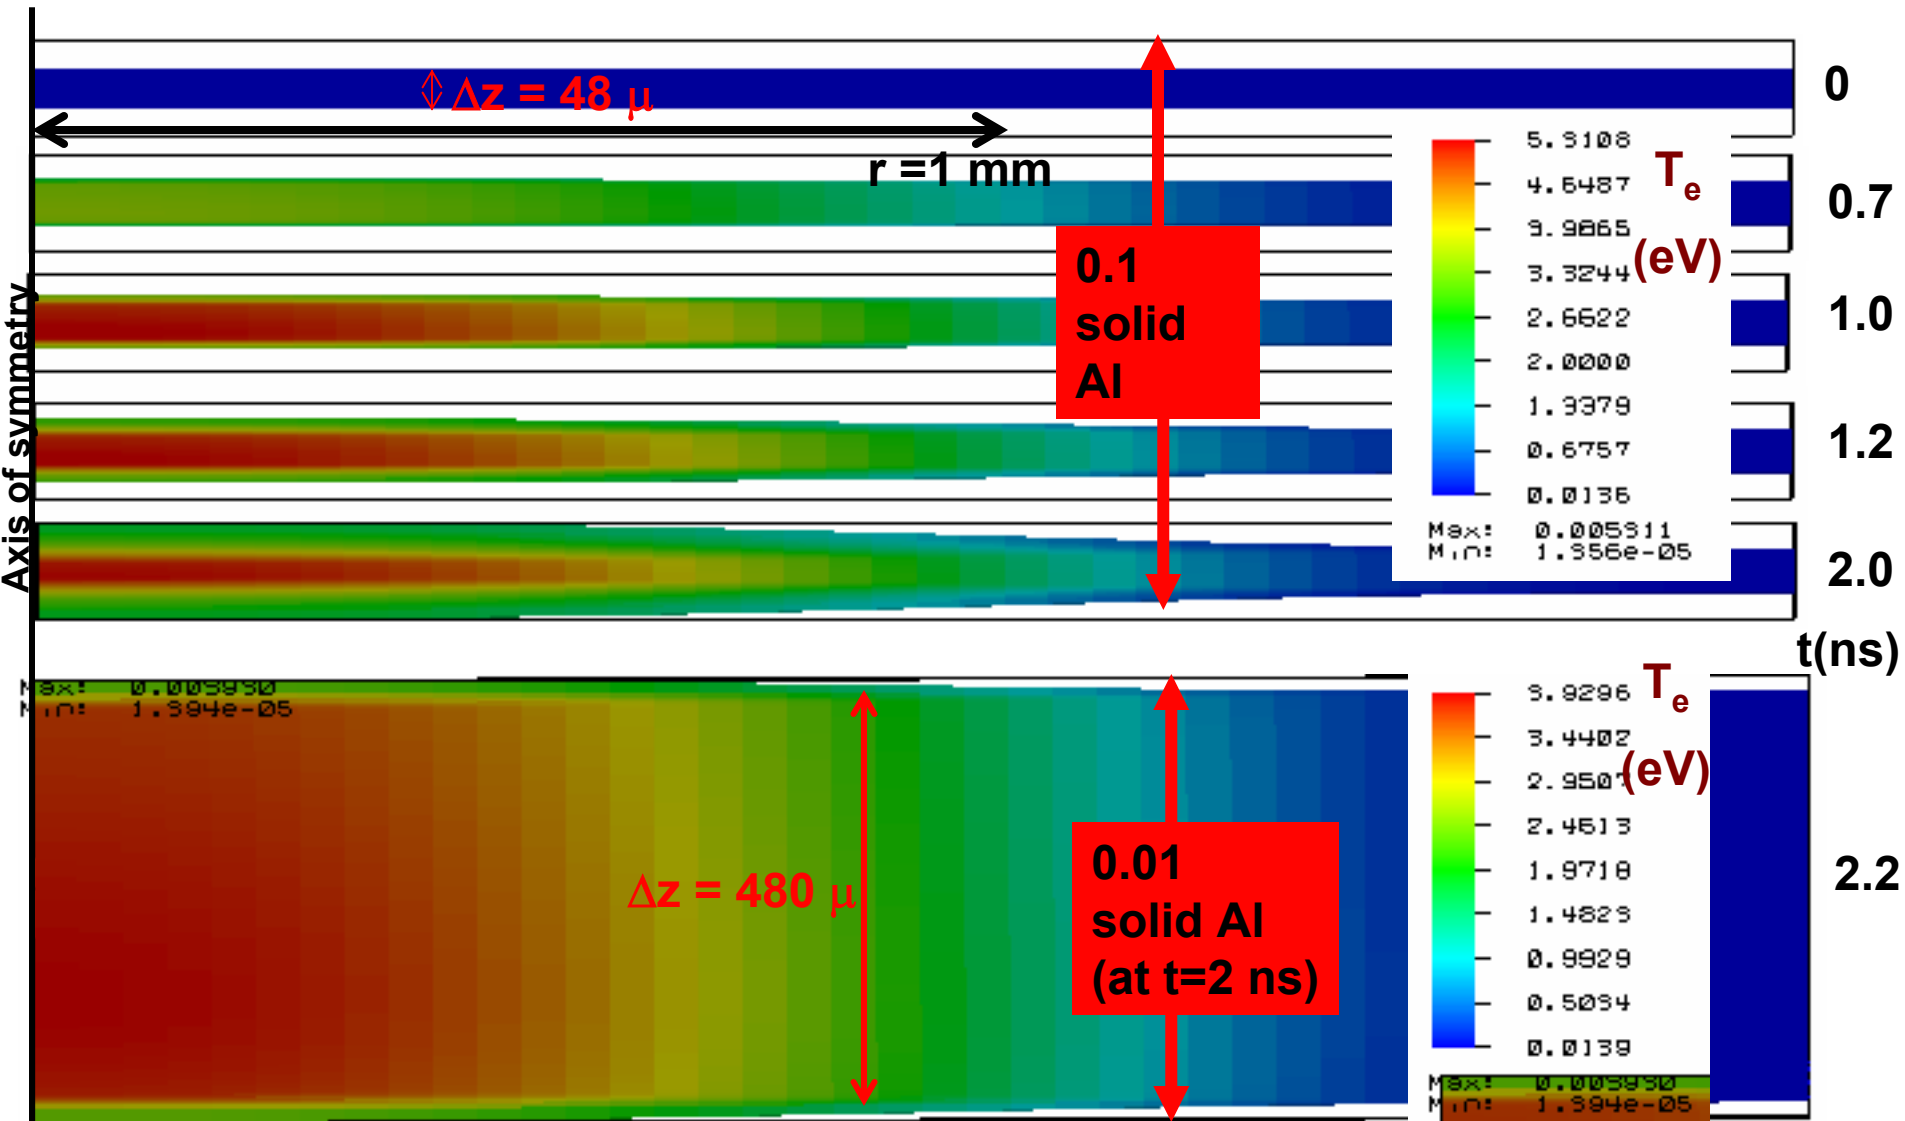 0
Δz = 48 μ
r =1 mm
5.3108
4.6487
3.9865
3.3244
2.6622
2.0000
1.3379
0.6757
0.0136
Max: 0.005311
Min: 1.356e-05
Te
(eV)
0.7
0.1
solid
Al
1.0
Axis of symmetry
1.2
2.0
t(ns)
Max: 0.003930
Min: 1.394e-05
3.9296
3.4402
2.9507
2.4613
1.9718
1.4823
0.9929
0.5034
0.0139
Te
(eV)
Δz = 480 μ
0.01
solid Al
(at t=2 ns)
2.2
Max: 0.003930
Min: 1.394e-05